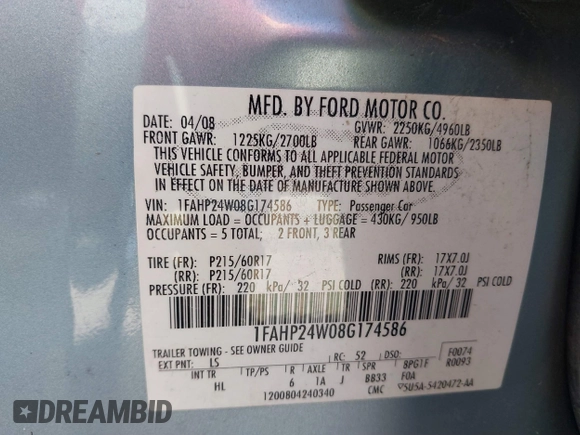 MFD. BY FORD MOTOR CO.
DATE: 04/08 GVWR: 2250KG/4960LB
FRONT GAWR: 1225KG/2700LB REAR GAWR: 1066KG/2350LB
THIS VEHICLE CONFORMS TO ALL APPLICABLE FEDERAL MOTOR
VEHICLE SAFETY, BUMPER, AND THEFT PREVENTION STANDARDS
IN EFFECT ON THE DATE OF MANUFACTURE SHOWN ABOVE.
VIN: 1FAHP24W08G174586 TYPE: Passenger Car
MAXIMUM LOAD = OCCUPANTS + LUGGAGE = 430KG/ 950LB
OCCUPANTS = 5 TOTAL: 2 FRONT, 3 REAR
TIRE (FR): P215/60R17 RIMS (FR): 17X7.0J
(RR): P215/60R17 (RR): 17X7.0J
PRESSURE (FR): 220 kPa/ 32 PSI COLD (RR): 220 kPa/ 32 PSI COLD
1FAHP24W08G174586
TRAILER TOWING - SEE OWNER GUIDE
EXT PNT: LS RC: 52 DSO: F0074
INT TR TP/PS R AXLE TR SPR BPG1F R0093
HL 6 1A J BB33 FOA
1200804240340 CMC 5U5A-5420472-AA
DREAMBID